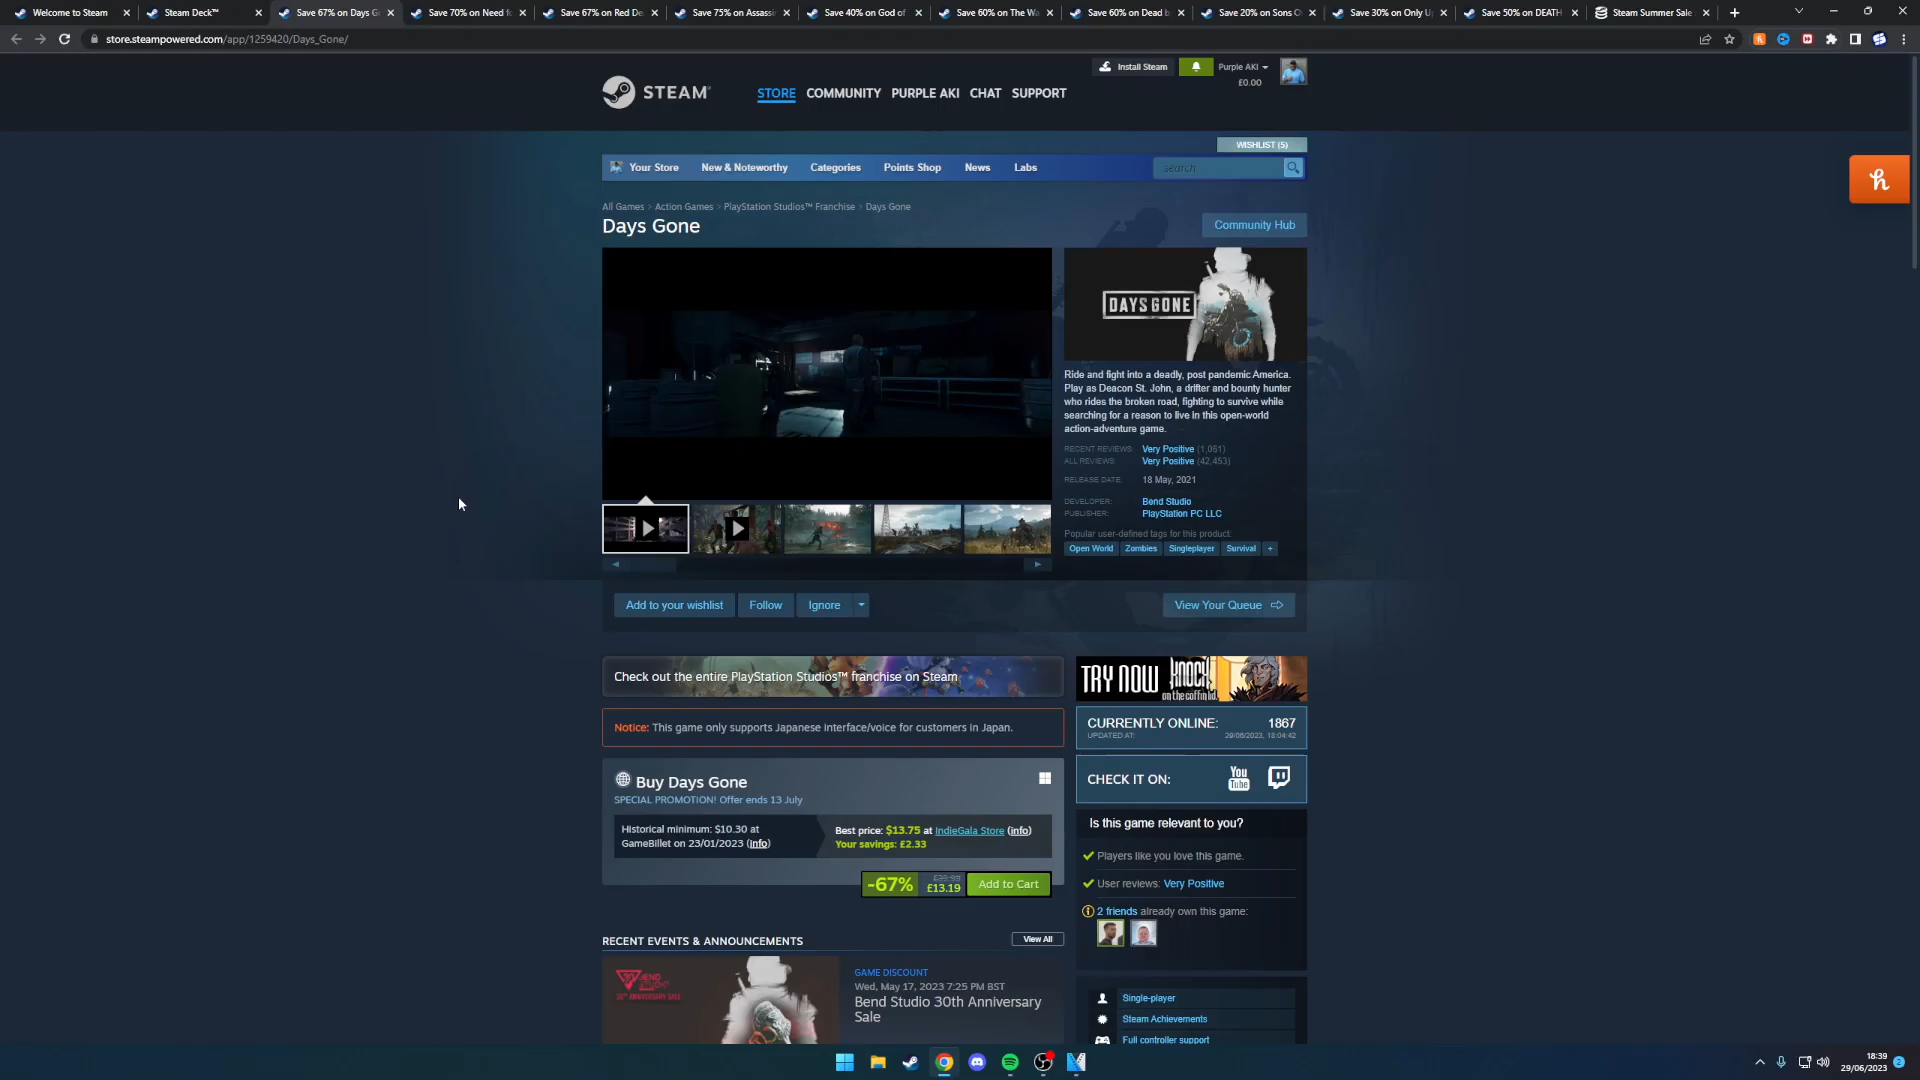 Welcome to Steam
Steam Deck™
Save 67% on Days G
Save 70% on Need fo
Save 67% on Red De
Save 75% on Assassi
Save 40% on God of
Save 60% on The Wa
Save 60% on Dead b
Save 20% on Sons O
Save 30% on Only Up
Save 50% on DEATH
Steam Summer Sale
store.steampowered.com/app/1259420/Days_Gone/
Install Steam
Purple AKI
£0.00
STEAM
STORE COMMUNITY PURPLE AKI CHAT SUPPORT
WISHLIST (5)
Your Store New & Noteworthy Categories Points Shop News Labs
search
All Games > Action Games > PlayStation Studios™ Franchise > Days Gone
Days Gone
Community Hub
DAYS GONE
Ride and fight into a deadly, post pandemic America.
Play as Deacon St. John, a drifter and bounty hunter
who rides the broken road, fighting to survive while
searching for a reason to live in this open-world
action-adventure game.
RECENT REVIEWS: Very Positive (1,061)
ALL REVIEWS: Very Positive (42,453)
RELEASE DATE: 18 May, 2021
DEVELOPER: Bend Studio
PUBLISHER: PlayStation PC LLC
Popular user-defined tags for this product:
Open World Zombies Singleplayer Survival +
Add to your wishlist
Follow
Ignore
View Your Queue
Check out the entire PlayStation Studios™ franchise on Steam
TRY NOW KNOCK on the coffin lid
Notice: This game only supports Japanese interface/voice for customers in Japan.
CURRENTLY ONLINE: 1867
UPDATED AT: 29/06/2023, 18:04:42
CHECK IT ON:
You Tube
Buy Days Gone
SPECIAL PROMOTION! Offer ends 13 July
Historical minimum: $10.30 at
GameBillet on 23/01/2023 (info)
Best price: $13.75 at IndieGala Store (info)
Your savings: £2.33
-67%
£39.99
£13.19
Add to Cart
Is this game relevant to you?
Players like you love this game.
User reviews: Very Positive
2 friends already own this game:
RECENT EVENTS & ANNOUNCEMENTS
View All
BEND STUDIO
30TH ANNIVERSARY SALE
GAME DISCOUNT
Wed, May 17, 2023 7:25 PM BST
Bend Studio 30th Anniversary
Sale
Single-player
Steam Achievements
Full controller support
18:39
29/06/2023
2